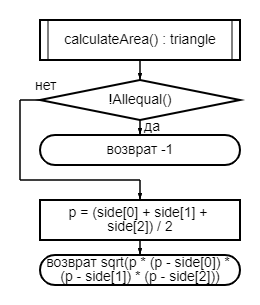 calculateArea() : triangle
нет
!Allequal()
да
возврат -1
p = (side[0] + side[1] +
side[2]) / 2
возврат sqrt(p * (p - side[0]) *
(p - side[1]) * (p - side[2]))